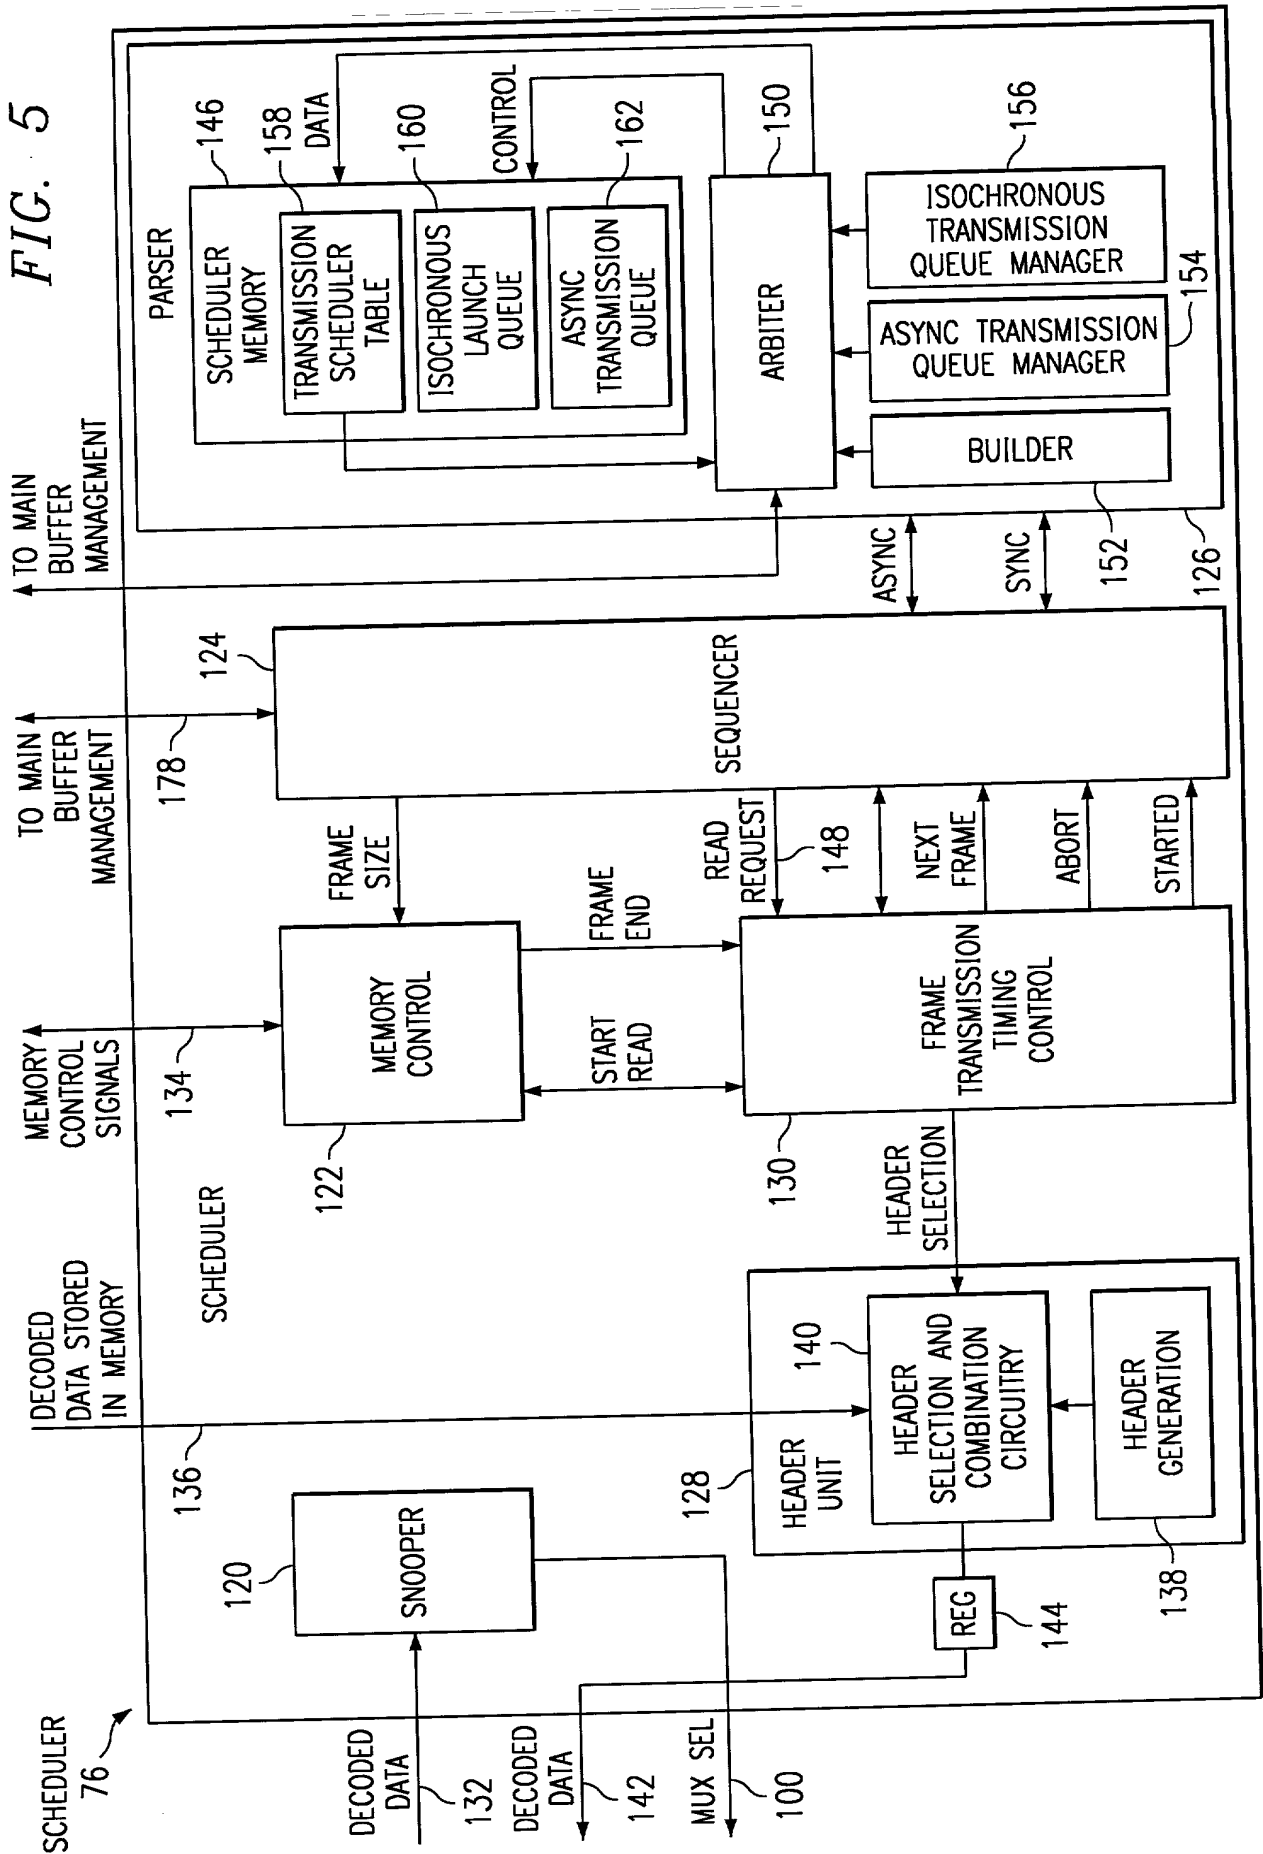 FIG. 5
SCHEDULER
76
DECODED
DATA
132
DECODED
DATA
142
MUX SEL
100
120
SNOOPER
136
DECODED
DATA STORED
IN MEMORY
SCHEDULER
128
HEADER
UNIT
140
HEADER
SELECTION AND
COMBINATION
CIRCUITRY
HEADER
GENERATION
138
REG
144
MEMORY
CONTROL
SIGNALS
134
122
MEMORY
CONTROL
START
READ
FRAME
END
FRAME
SIZE
HEADER
SELECTION
130
FRAME
TRANSMISSION
TIMING
CONTROL
READ
REQUEST
148
NEXT
FRAME
ABORT
STARTED
TO MAIN
BUFFER
MANAGEMENT
178
124
SEQUENCER
TO MAIN
BUFFER
MANAGEMENT
ASYNC
SYNC
PARSER
146
SCHEDULER
MEMORY
158
TRANSMISSION
SCHEDULER
TABLE
160
ISOCHRONOUS
LAUNCH
QUEUE
162
ASYNC
TRANSMISSION
QUEUE
DATA
CONTROL
150
ARBITER
BUILDER
152
ASYNC TRANSMISSION
QUEUE MANAGER
154
ISOCHRONOUS
TRANSMISSION
QUEUE MANAGER
156
126